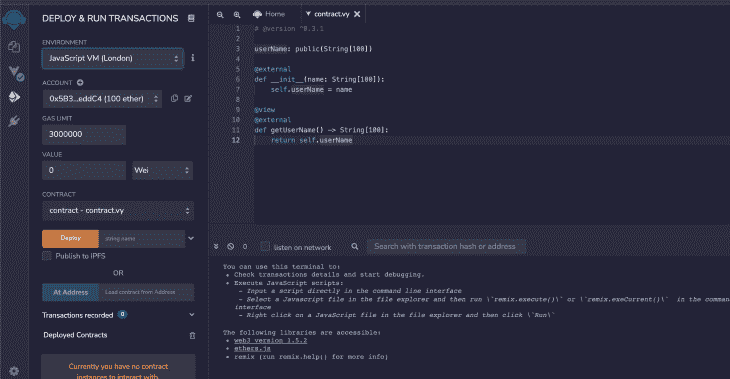 DEPLOY & RUN TRANSACTIONS
ENVIRONMENT
JavaScript VM (London)
i
ACCOUNT
0x5B3...eddC4 (100 ether)
GAS LIMIT
3000000
VALUE
0
Wei
CONTRACT
contract - contract.vy
Deploy
string name
Publish to IPFS
OR
At Address
Load contract from Address
Transactions recorded
0
Deployed Contracts
Currently you have no contract
instances to interact with.
Home
contract.vy
1 # @version ^0.3.1
2
3 userName: public(String[100])
4
5 @external
6 def __init__(name: String[100]):
7 self.userName = name
8
9 @view
10 @external
11 def getUserName() -> String[100]:
12 return self.userName
0
listen on network
Search with transaction hash or address
You can use this terminal to:
• Check transactions details and start debugging.
• Execute JavaScript scripts:
- Input a script directly in the command line interface
- Select a Javascript file in the file explorer and then run \`remix.execute()\` or \`remix.exeCurrent()\` in the command
interface
- Right click on a JavaScript file in the file explorer and then click \`Run\`
The following libraries are accessible:
• web3 version 1.5.2
• ethers.js
• remix (run remix.help() for more info)